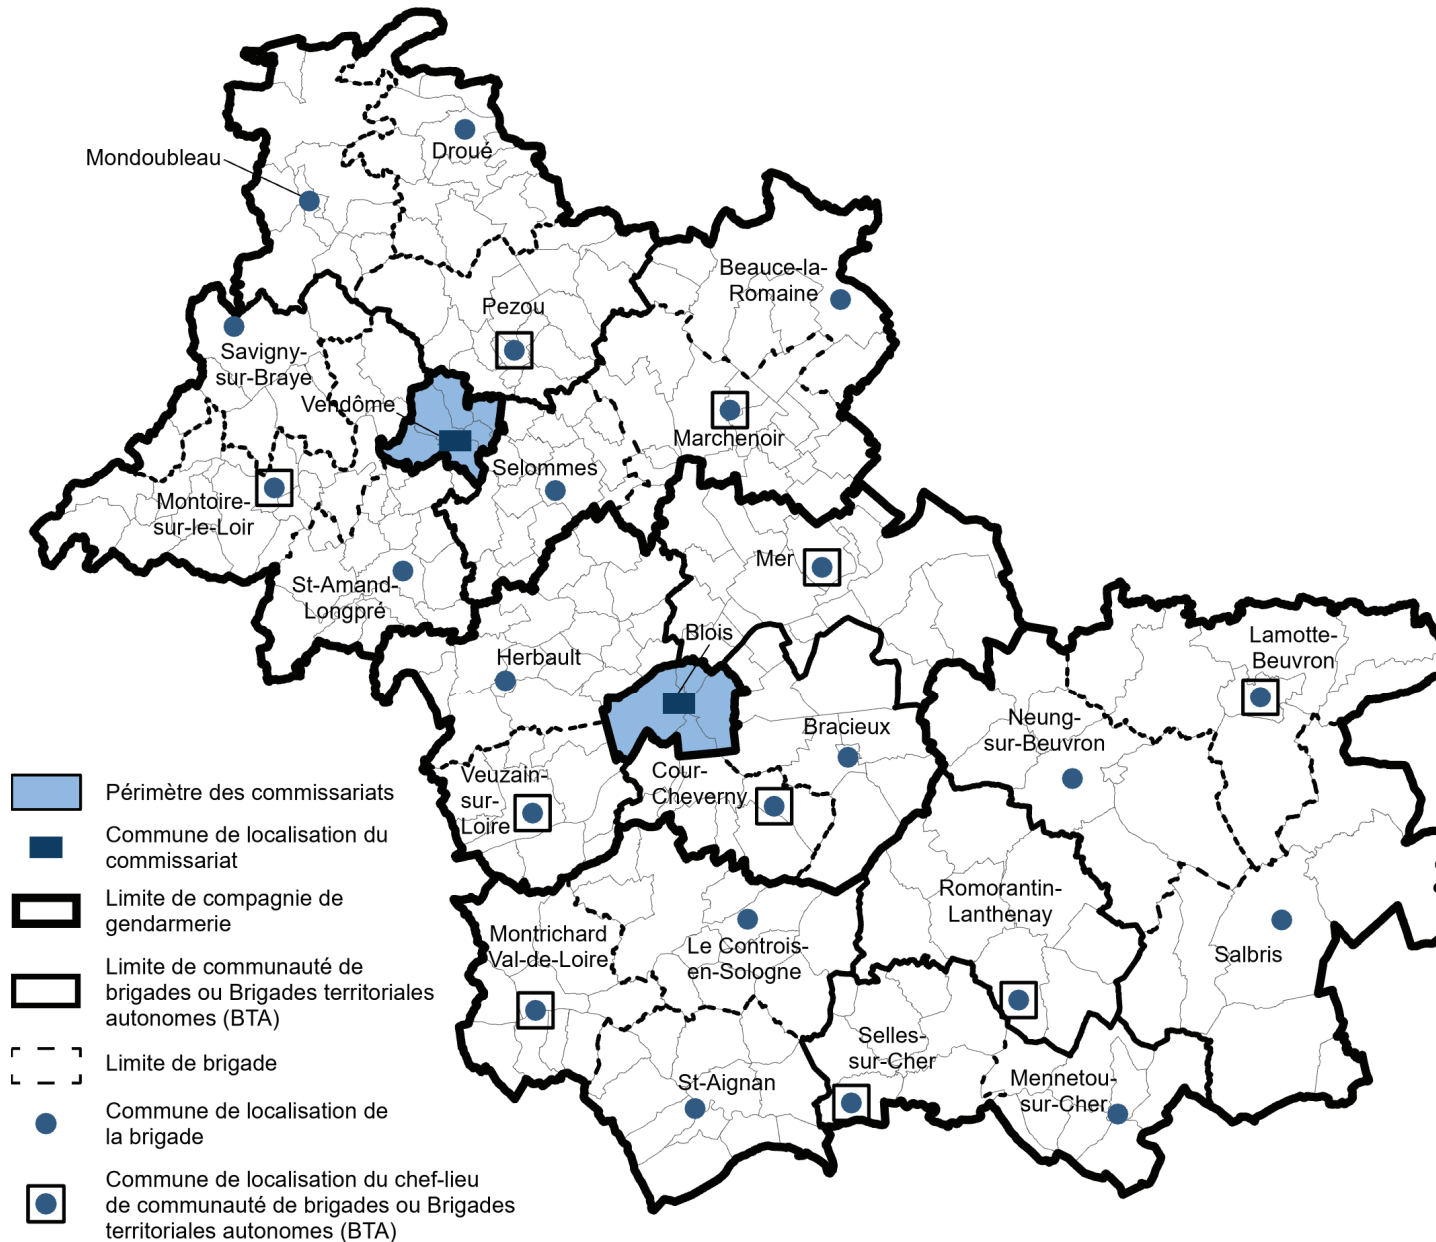 Mondoubleau
Droué
Beauce-la-
Romaine
Pezou
Savigny-
sur-Braye
Vendôme
Marchenoir
Selommes
Montoire-
sur-le-Loir
Mer
St-Amand-
Longpré
Blois
Lamotte-
Beuvron
Herbault
Neung-
sur-Beuvron
Bracieux
Veuzain-
sur-
Loire
Cour-
Cheverny
Romorantin-
Lanthenay
Montrichard
Val-de-Loire
Le Controis-
en-Sologne
Salbris
Selles-
sur-Cher
St-Aignan
Mennetou-
sur-Cher
Périmètre des commissariats
Commune de localisation du
commissariat
Limite de compagnie de
gendarmerie
Limite de communauté de
brigades ou Brigades territoriales
autonomes (BTA)
Limite de brigade
Commune de localisation de
la brigade
Commune de localisation du chef-lieu
de communauté de brigades ou Brigades
territoriales autonomes (BTA)